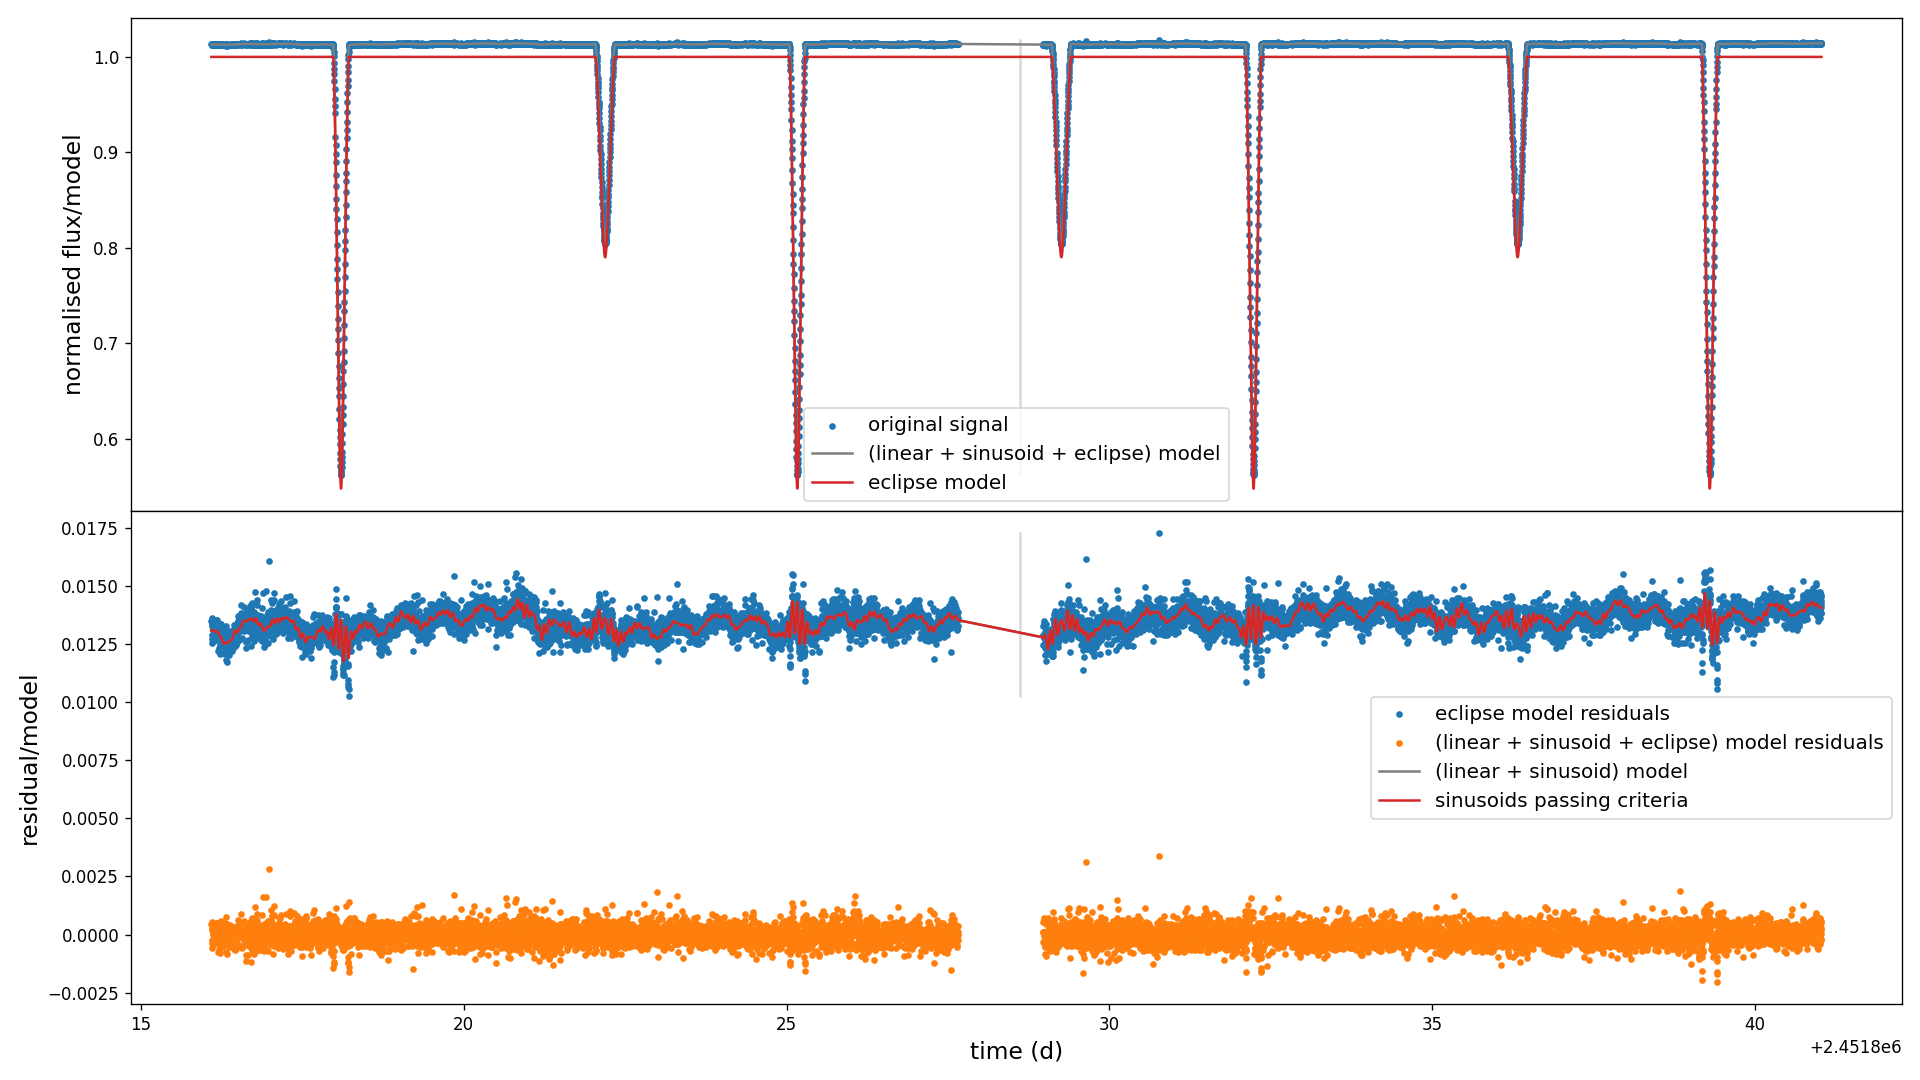 normalised flux/model
1.0
0.9
0.8
0.7
0.6
original signal
(linear + sinusoid + eclipse) model
eclipse model
residual/model
0.0175
0.0150
0.0125
0.0100
0.0075
0.0050
0.0025
0.0000
−0.0025
eclipse model residuals
(linear + sinusoid + eclipse) model residuals
(linear + sinusoid) model
sinusoids passing criteria
15 20 25 30 35 40
time (d)
+2.4518e6